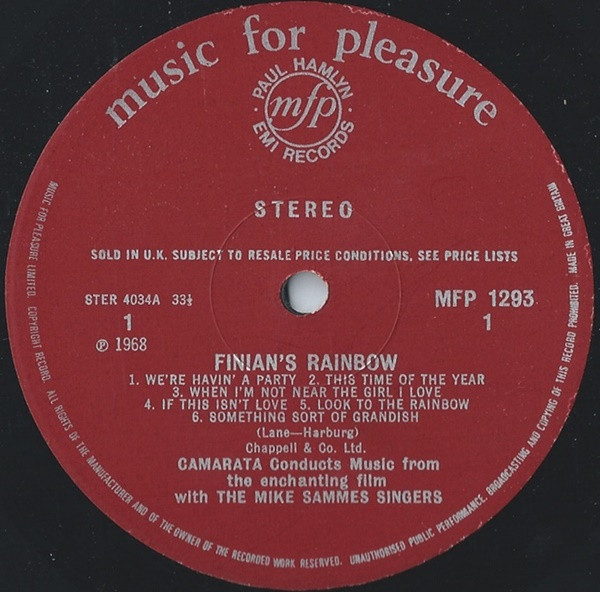 music for pleasure
PAUL HAMLYN
mfp
EMI RECORDS
STEREO
SOLD IN U.K. SUBJECT TO RESALE PRICE CONDITIONS, SEE PRICE LISTS
STER 4034A 33⅓
MFP 1293
1
1
Ⓟ 1968
FINIAN'S RAINBOW
1. WE'RE HAVIN' A PARTY 2. THIS TIME OF THE YEAR
3. WHEN I'M NOT NEAR THE GIRL I LOVE
4. IF THIS ISN'T LOVE 5. LOOK TO THE RAINBOW
6. SOMETHING SORT OF GRANDISH
(Lane—Harburg)
Chappell & Co. Ltd.
CAMARATA Conducts Music from
the enchanting film
with THE MIKE SAMMES SINGERS
MUSIC FOR PLEASURE LIMITED. COPYRIGHT RECORD. ALL RIGHTS OF THE MANUFACTURER AND OF THE OWNER OF THE RECORDED WORK RESERVED. UNAUTHORISED PUBLIC PERFORMANCE, BROADCASTING AND COPYING OF THIS RECORD PROHIBITED. MADE IN GREAT BRITAIN